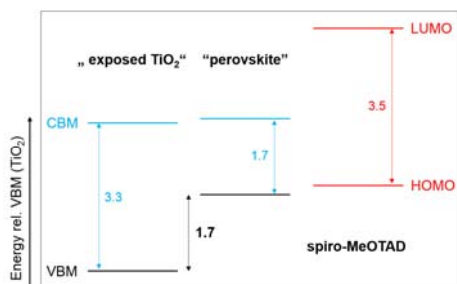 LUMO
„ exposed TiO₂“ “perovskite”
3.5
CBM
1.7
3.3
HOMO
1.7
spiro-MeOTAD
VBM
Energy rel. VBM (TiO₂)